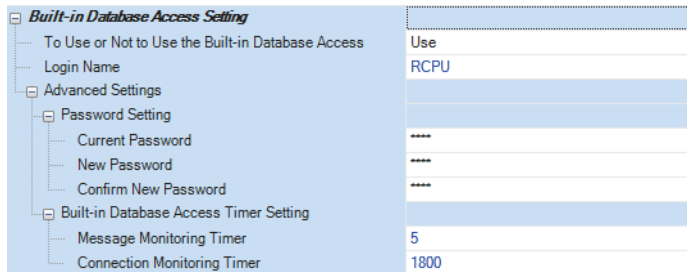 Built-in Database Access Setting
To Use or Not to Use the Built-in Database Access Use
Login Name RCPU
Advanced Settings
Password Setting
Current Password ****
New Password ****
Confirm New Password ****
Built-in Database Access Timer Setting
Message Monitoring Timer 5
Connection Monitoring Timer 1800